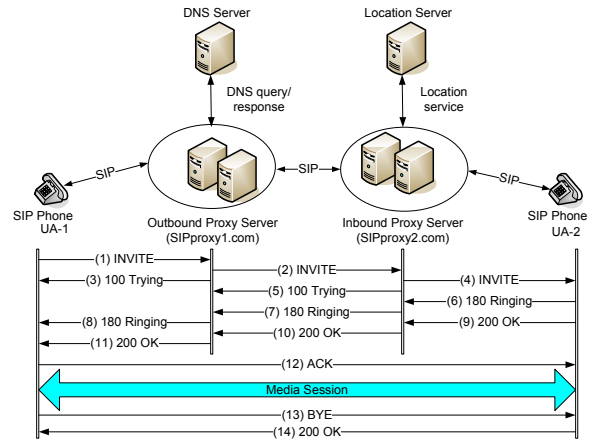 DNS Server
Location Server
DNS query/
response
Location
service
SIP
SIP
SIP
SIP Phone
UA-1
Outbound Proxy Server
(SIPproxy1.com)
Inbound Proxy Server
(SIPproxy2.com)
SIP Phone
UA-2
(1) INVITE
(2) INVITE
(3) 100 Trying
(4) INVITE
(5) 100 Trying
(6) 180 Ringing
(7) 180 Ringing
(8) 180 Ringing
(9) 200 OK
(10) 200 OK
(11) 200 OK
(12) ACK
Media Session
(13) BYE
(14) 200 OK